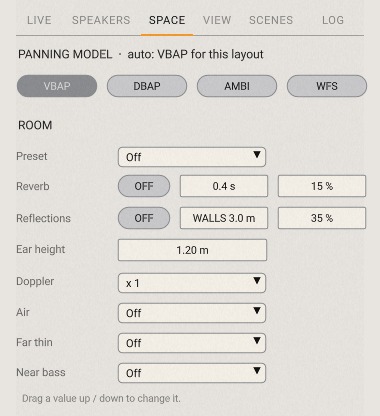 LIVE SPEAKERS SPACE VIEW SCENES LOG
PANNING MODEL · auto: VBAP for this layout
VBAP DBAP AMBI WFS
ROOM
Preset Off ▼
Reverb OFF 0.4 s 15 %
Reflections OFF WALLS 3.0 m 35 %
Ear height 1.20 m
Doppler x 1 ▼
Air Off ▼
Far thin Off ▼
Near bass Off ▼
Drag a value up / down to change it.